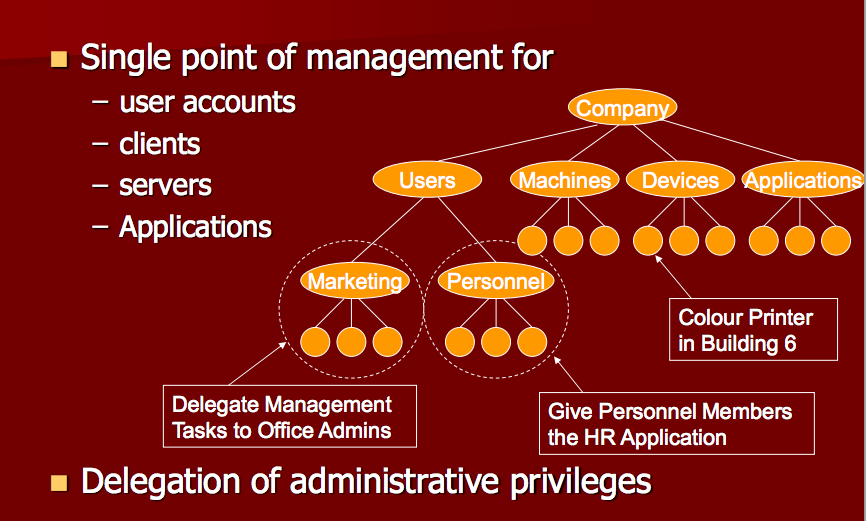 Single point of management for
– user accounts
– clients
– servers
– Applications
Company
Users
Machines
Devices
Applications
Marketing
Personnel
Colour Printer
in Building 6
Delegate Management
Tasks to Office Admins
Give Personnel Members
the HR Application
Delegation of administrative privileges